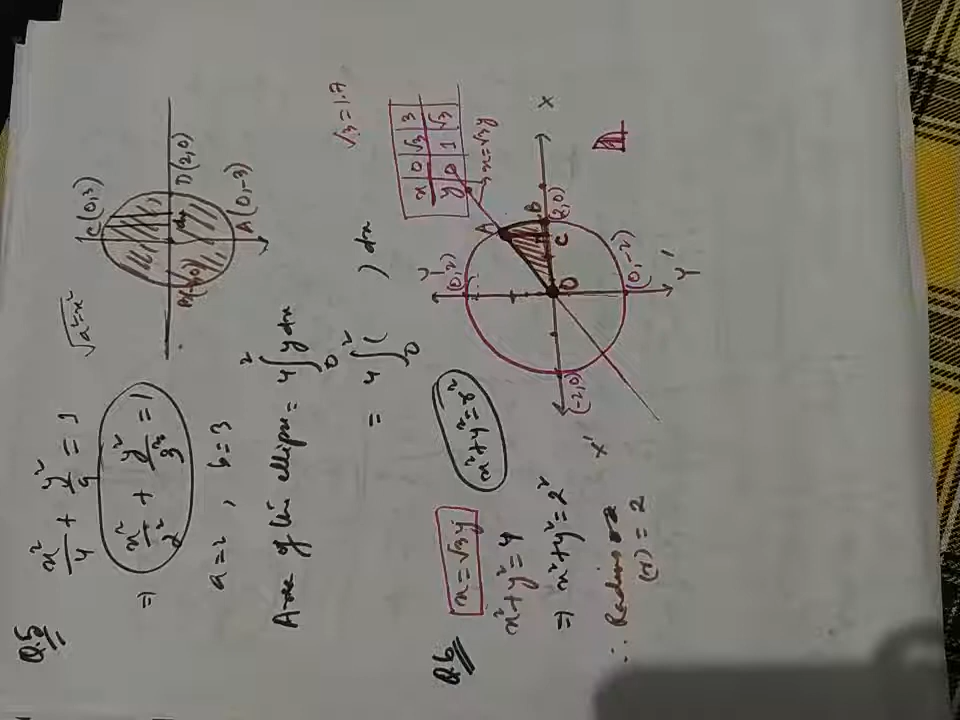 Q.5
x²/4 + y²/9 = 1
√a²-x²
⇒ x²/2² + y²/3² = 1
C(0,3)
D(2,0)
dx
A(0,-3)
a=2, b=3
Area of the ellipse = 4∫₀² y dx
= 4∫₀² ( ) dx
√3 = 1.7
Q.6
x=√3y
x²+y²=r²
x 0 √3 3
y 0 1 √3
x=√3y
x²+y²=4
⇒ x²+y²=2²
∴ Radius
(r) = 2
Y
(0,2)
A
B
(2,0)
X
C
O
X'
(-2,0)
(0,-2)
Y'